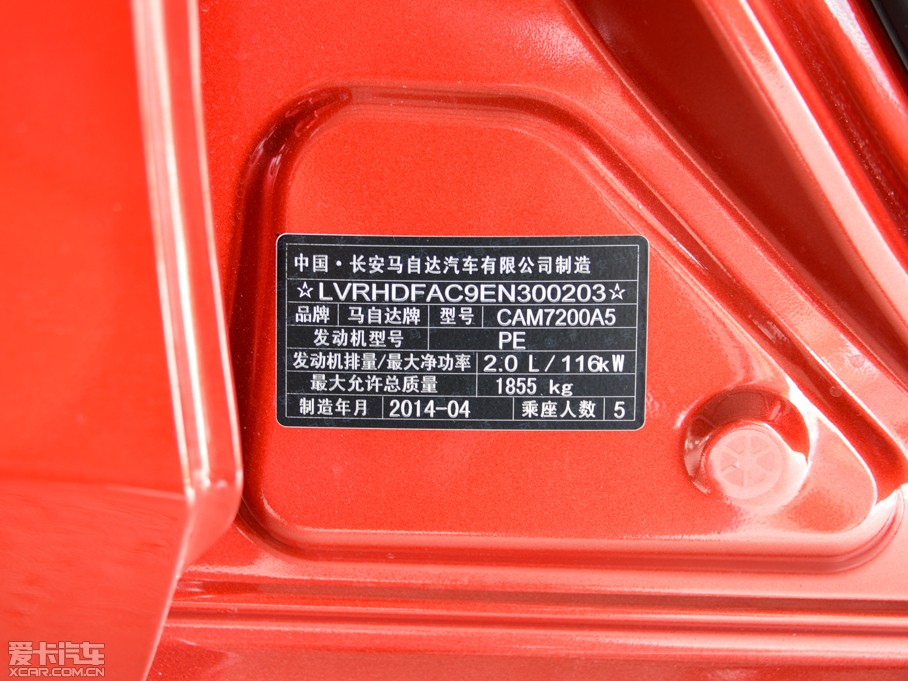 中国·长安马自达汽车有限公司制造
☆LVRHDFAC9EN300203☆
品牌 马自达牌 型号 CAM7200A5
发动机型号 PE
发动机排量/最大净功率 2.0 L/116kW
最大允许总质量 1855 kg
制造年月 2014-04 乘座人数 5
爱卡汽车
XCAR.COM.CN